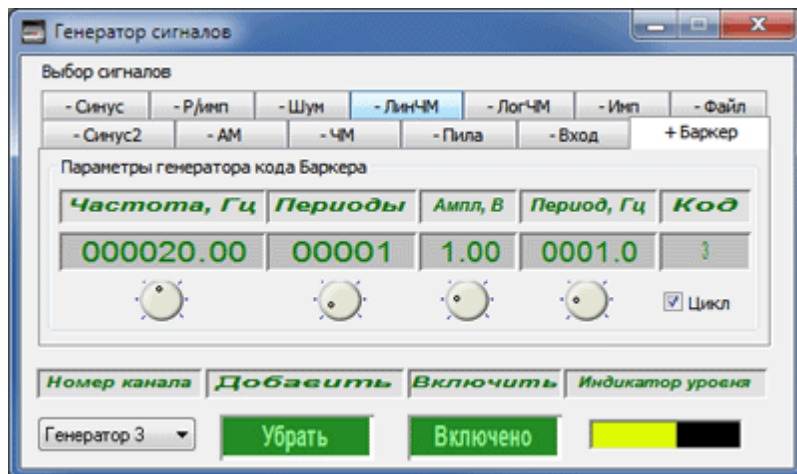 Генератор сигналов
Выбор сигналов
- Синус - Р/имп - Шум - ЛинЧМ - ЛогЧМ - Имп - Файл
- Синус2 - АМ - ЧМ - Пила - Вход + Баркер
Параметры генератора кода Баркера
Частота, Гц Периоды Ампл, В Период, Гц Код
000020.00 00001 1.00 0001.0 3
Цикл
Номер канала Добавить Включить Индикатор уровня
Генератор 3 Убрать Включено